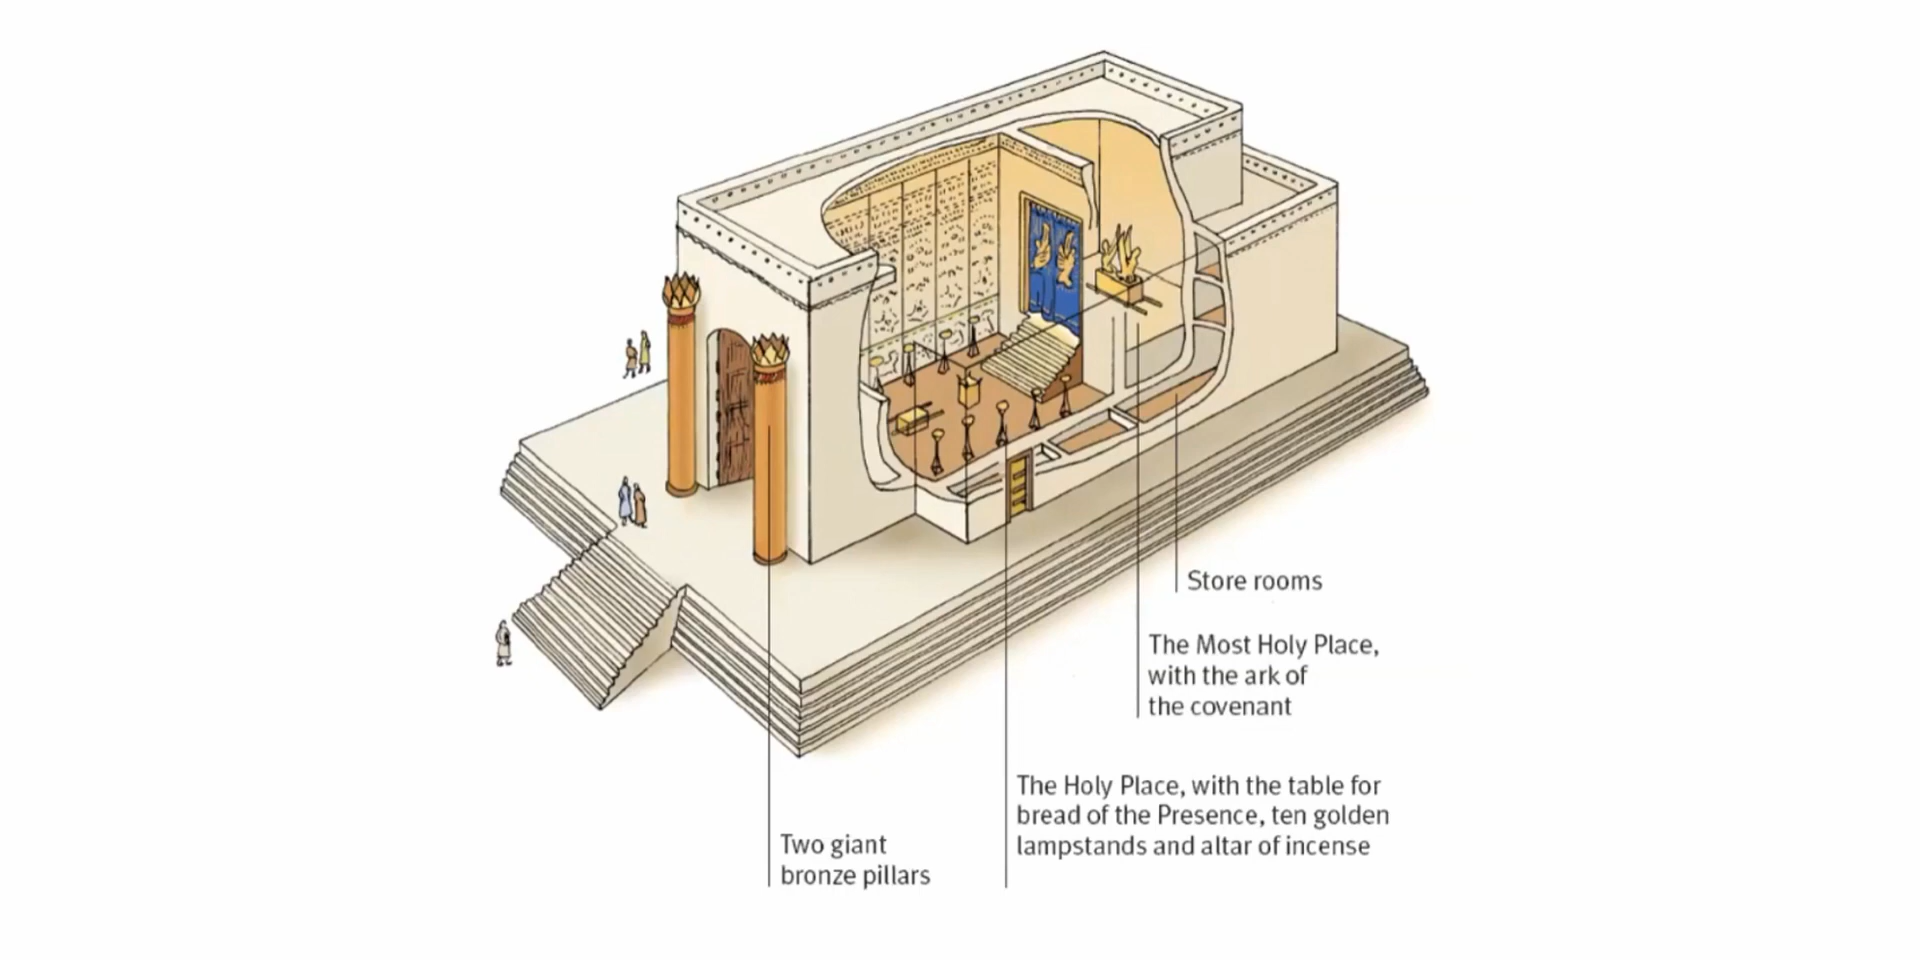 Store rooms
The Most Holy Place,
with the ark of
the covenant
The Holy Place, with the table for
bread of the Presence, ten golden
lampstands and altar of incense
Two giant
bronze pillars